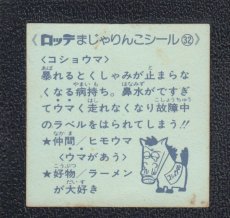 ロッテまじゃりんこシール㉜
<コショウマ>
暴れるとくしゃみが止まらな
くなる病持ち。鼻水がですぎ
てウマく走れなくなり故障中
のラベルをはられてしまう!!
★仲間/ヒモウマ
<ウマがあう>
★好物/ラーメン
が大好き